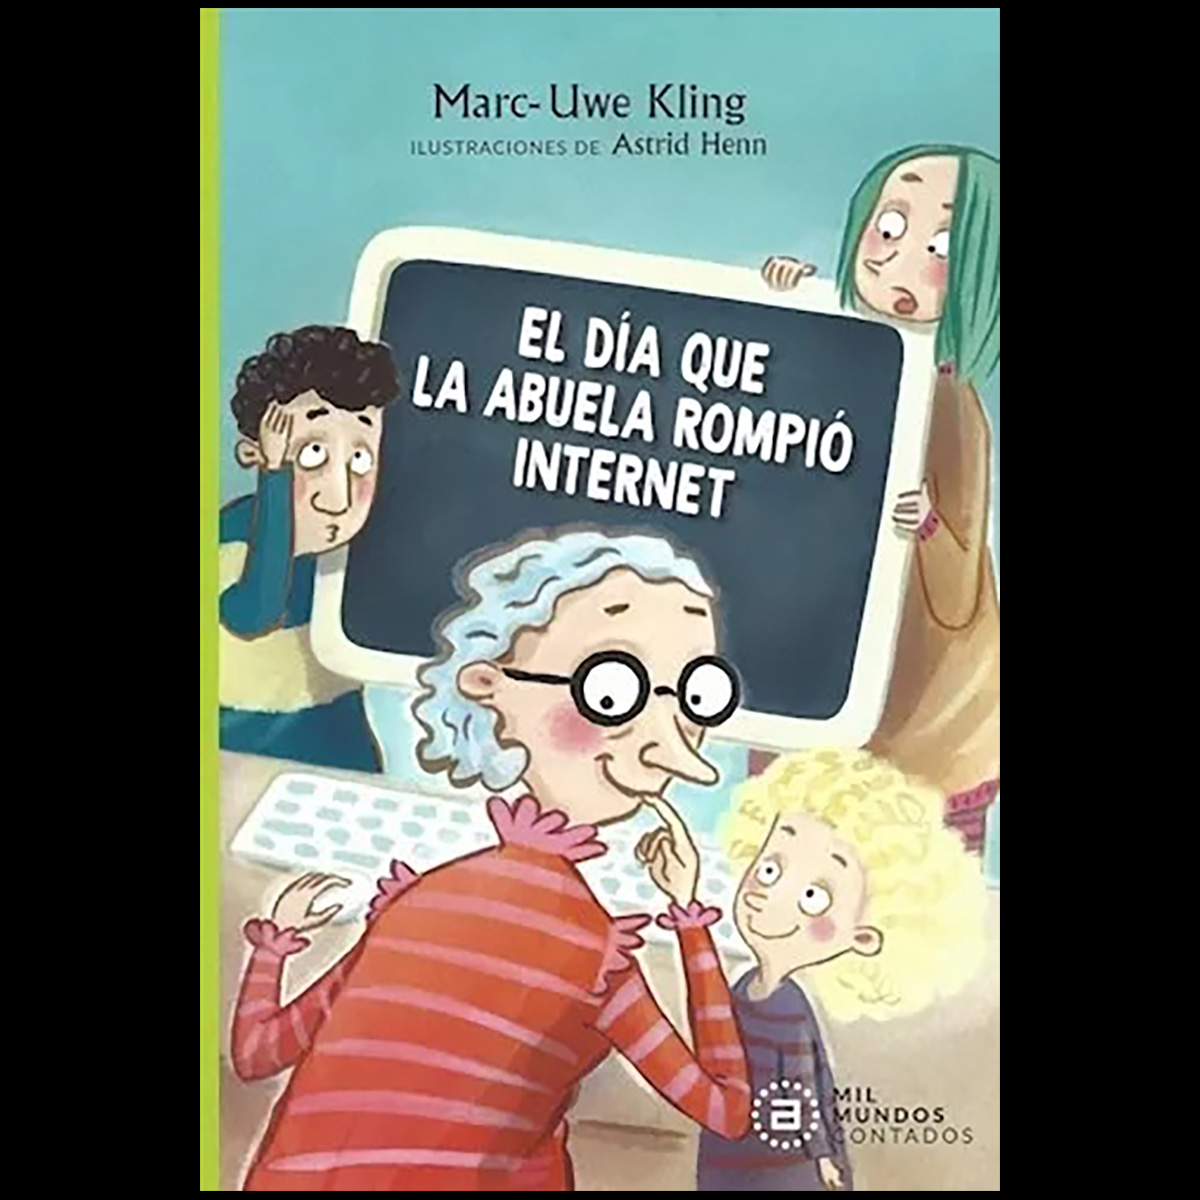 Marc-Uwe Kling
ILUSTRACIONES DE Astrid Henn
EL DÍA QUE
LA ABUELA ROMPIÓ
INTERNET
a
MIL
MUNDOS
CONTADOS